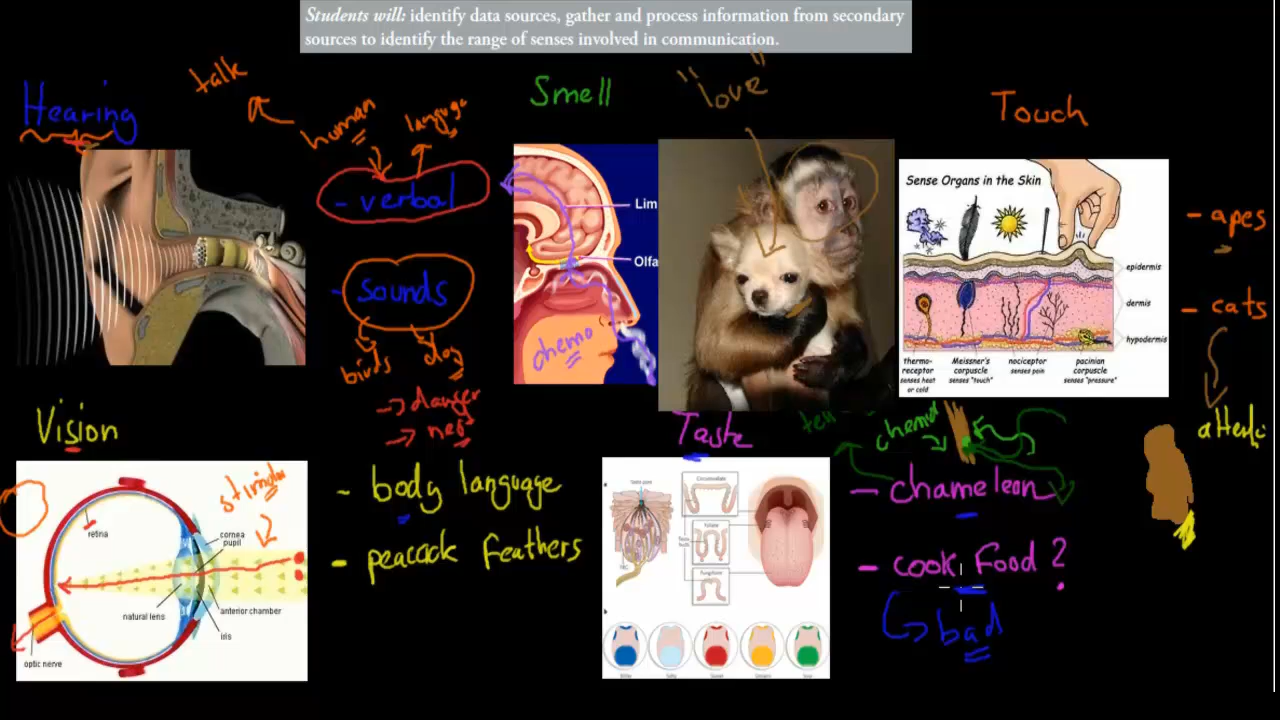 Students will: identify data sources, gather and process information from secondary
sources to identify the range of senses involved in communication.
Hearing
talk
human
- verbal
- sounds
birds
dog
→ danger
Smell
Lim
Olfa
chemo
"love"
Touch
Sense Organs in the Skin
epidermis
dermis
hypodermis
thermo-
receptor
senses heat
or cold
Meissner's
corpuscle
senses "touch"
nociceptor
senses pain
pacinian
corpuscle
senses "pressure"
- apes
- cats
Vision
retina
cornea
pupil
natural lens
anterior chamber
iris
optic nerve
- body language
- peacock feathers
Taste
- chameleon
- cook food ?
bad